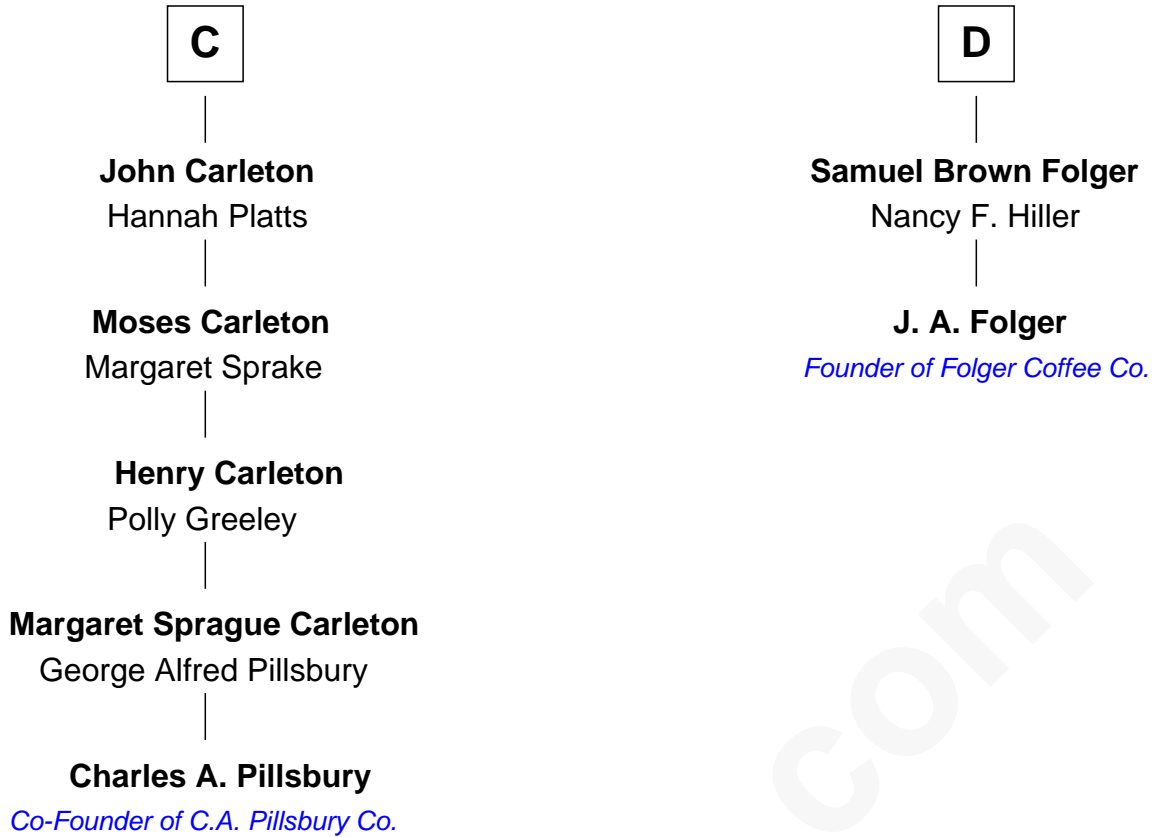 C
John Carleton
Hannah Platts
Moses Carleton
Margaret Sprake
Henry Carleton
Polly Greeley
Margaret Sprague Carleton
George Alfred Pillsbury
Charles A. Pillsbury
Co-Founder of C.A. Pillsbury Co.
D
Samuel Brown Folger
Nancy F. Hiller
J. A. Folger
Founder of Folger Coffee Co.
com